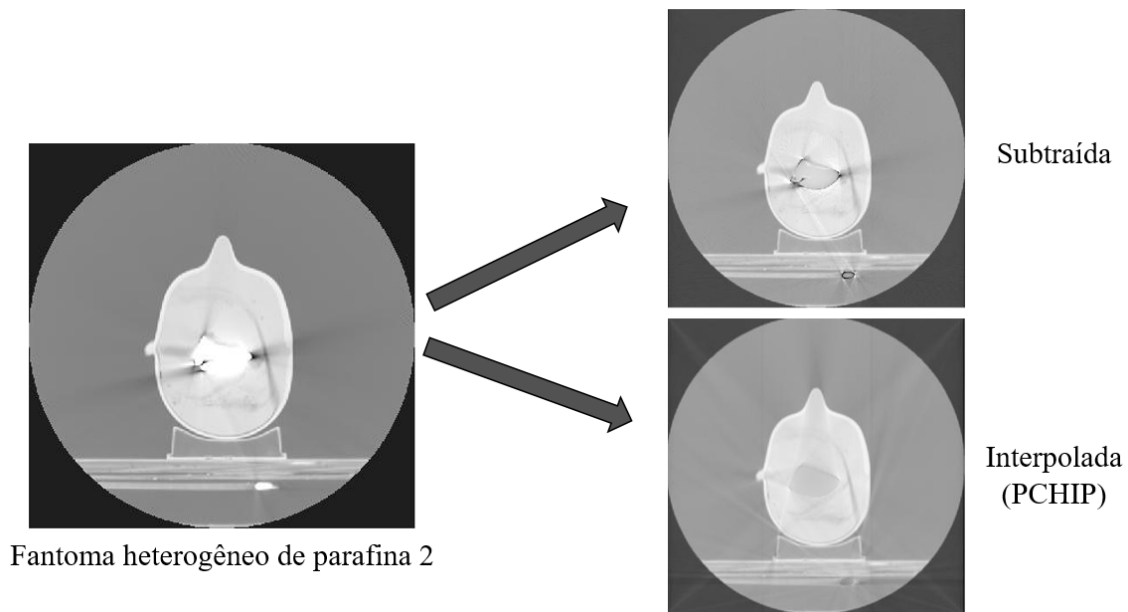 Subtraída
Interpolada
(PCHIP)
Fantoma heterogêneo de parafina 2